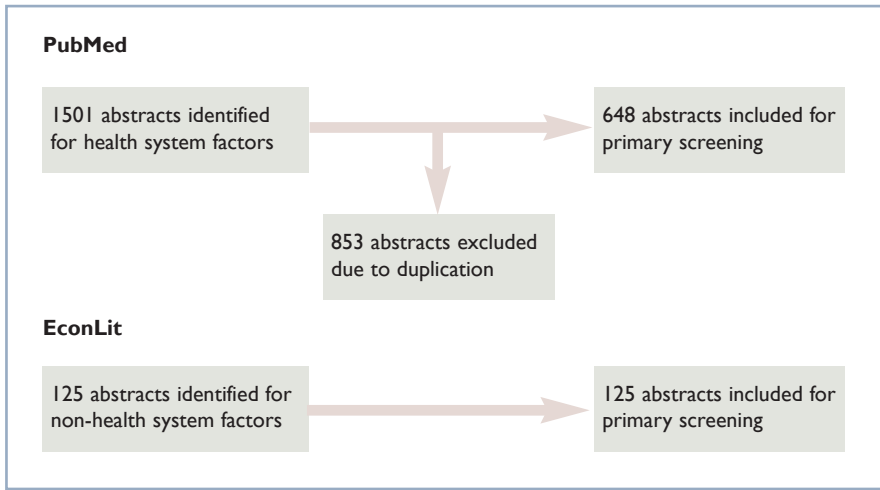 PubMed
1501 abstracts identified
for health system factors
648 abstracts included for
primary screening
853 abstracts excluded
due to duplication
EconLit
125 abstracts identified for
non-health system factors
125 abstracts included for
primary screening